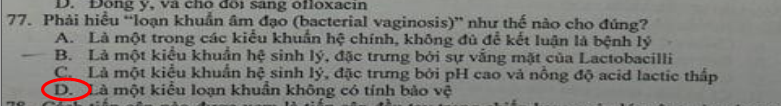 D. Đồng ý, và cho đổi sang ofloxacin
77. Phải hiểu “loạn khuẩn âm đạo (bacterial vaginosis)” như thế nào cho đúng?
A. Là một trong các kiểu khuẩn hệ chính, không đủ để kết luận là bệnh lý
B. Là một kiểu khuẩn hệ sinh lý, đặc trưng bởi sự vắng mặt của Lactobacilli
C. Là một kiểu khuẩn hệ sinh lý, đặc trưng bởi pH cao và nồng độ acid lactic thấp
D. Là một kiểu loạn khuẩn không có tính bảo vệ